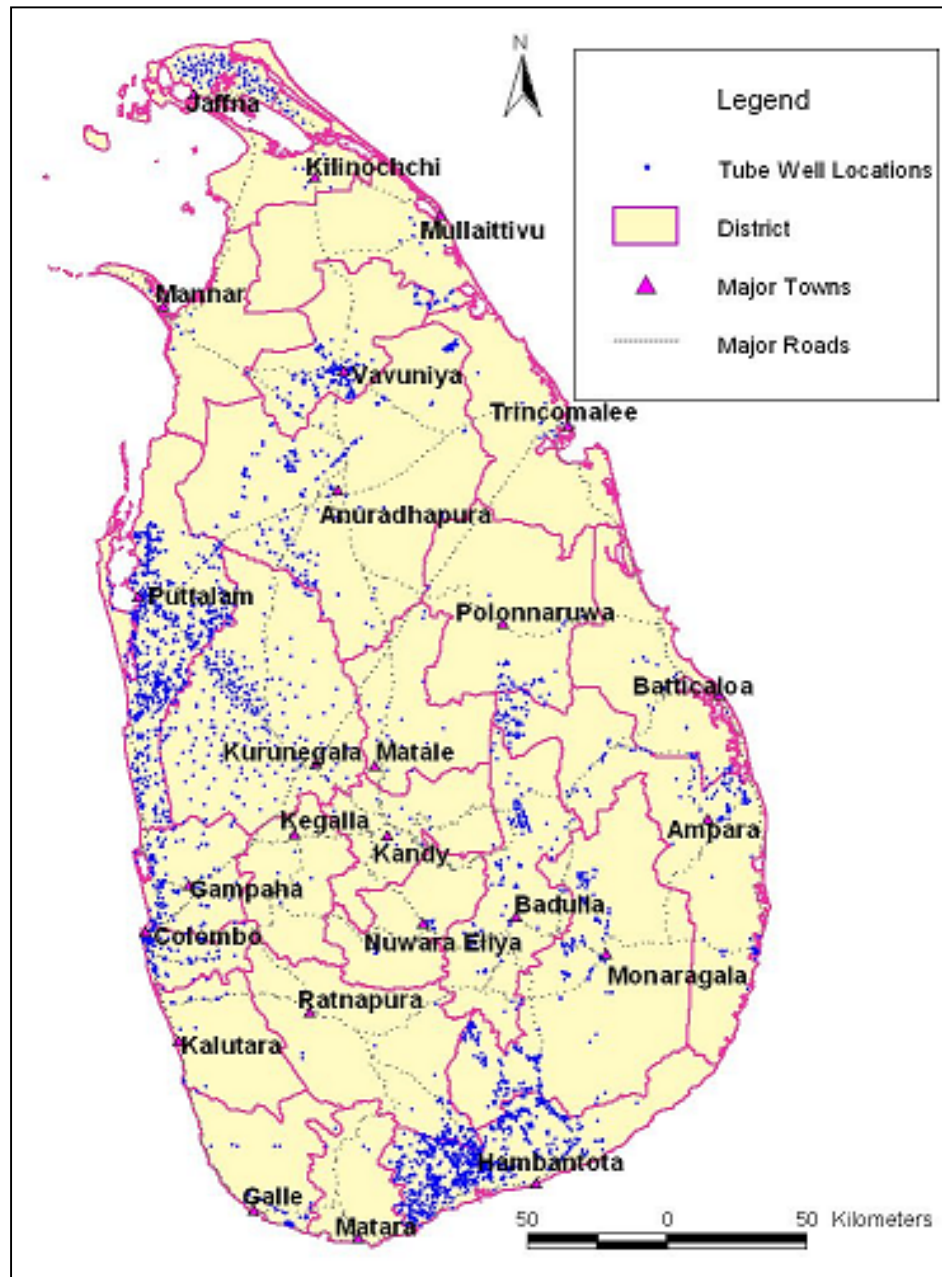 N
Legend
Tube Well Locations
District
Major Towns
Major Roads
Jaffna
Kilinochchi
Mullaittivu
Mannar
Vavuniya
Trincomalee
Anuradhapura
Puttalam
Polonnaruwa
Batticaloa
Kurunegala
Matale
Kegalla
Kandy
Ampara
Gampaha
Badulla
Colombo
Nuwara Eliya
Monaragala
Ratnapura
Kalutara
Hambantota
Galle
Matara
50 0 50 Kilometers